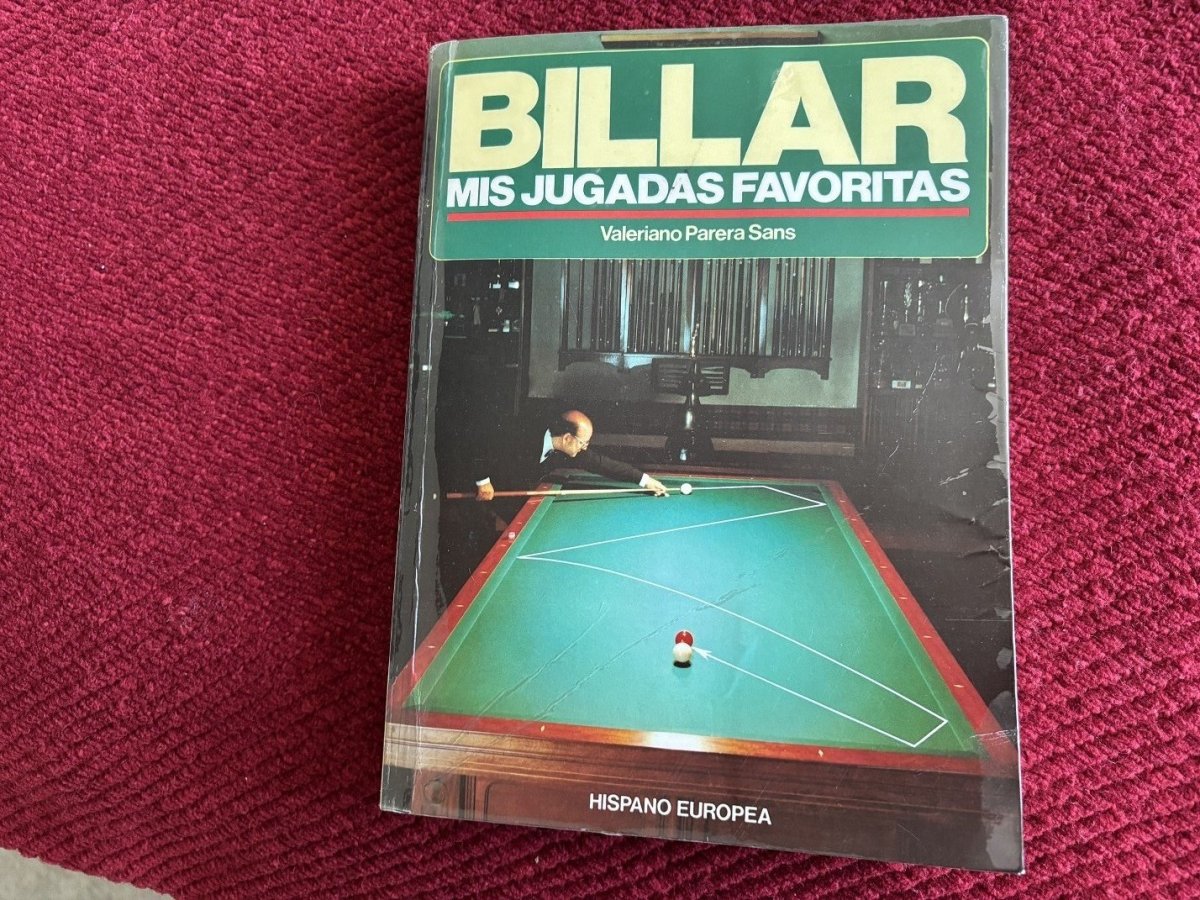 BILLAR
MIS JUGADAS FAVORITAS
Valeriano Parera Sans
HISPANO EUROPEA